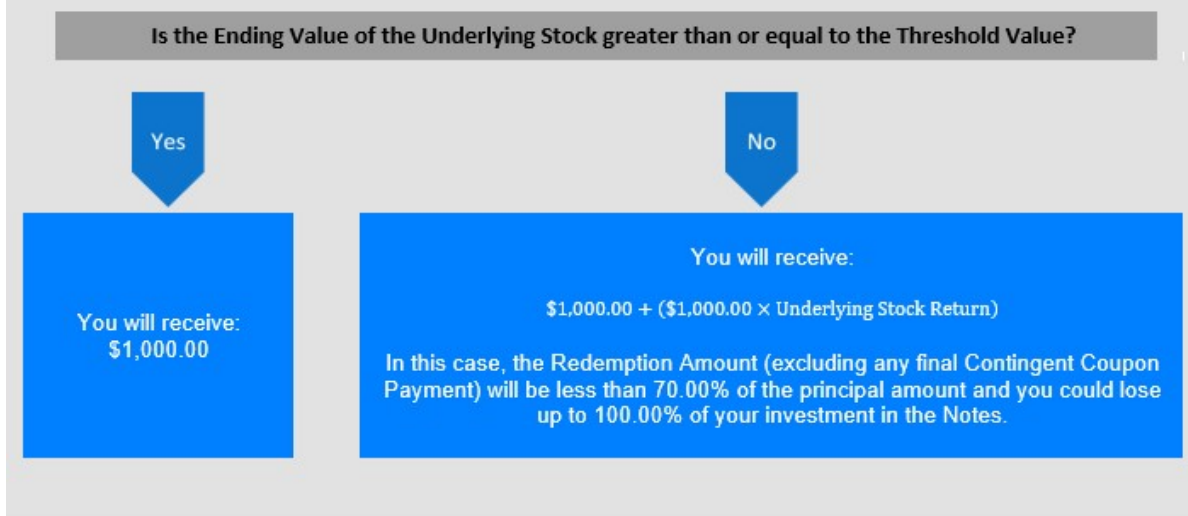 Is the Ending Value of the Underlying Stock greater than or equal to the Threshold Value?
Yes
No
You will receive:
$1,000.00
You will receive:
$1,000.00 + ($1,000.00 × Underlying Stock Return)
In this case, the Redemption Amount (excluding any final Contingent Coupon
Payment) will be less than 70.00% of the principal amount and you could lose
up to 100.00% of your investment in the Notes.